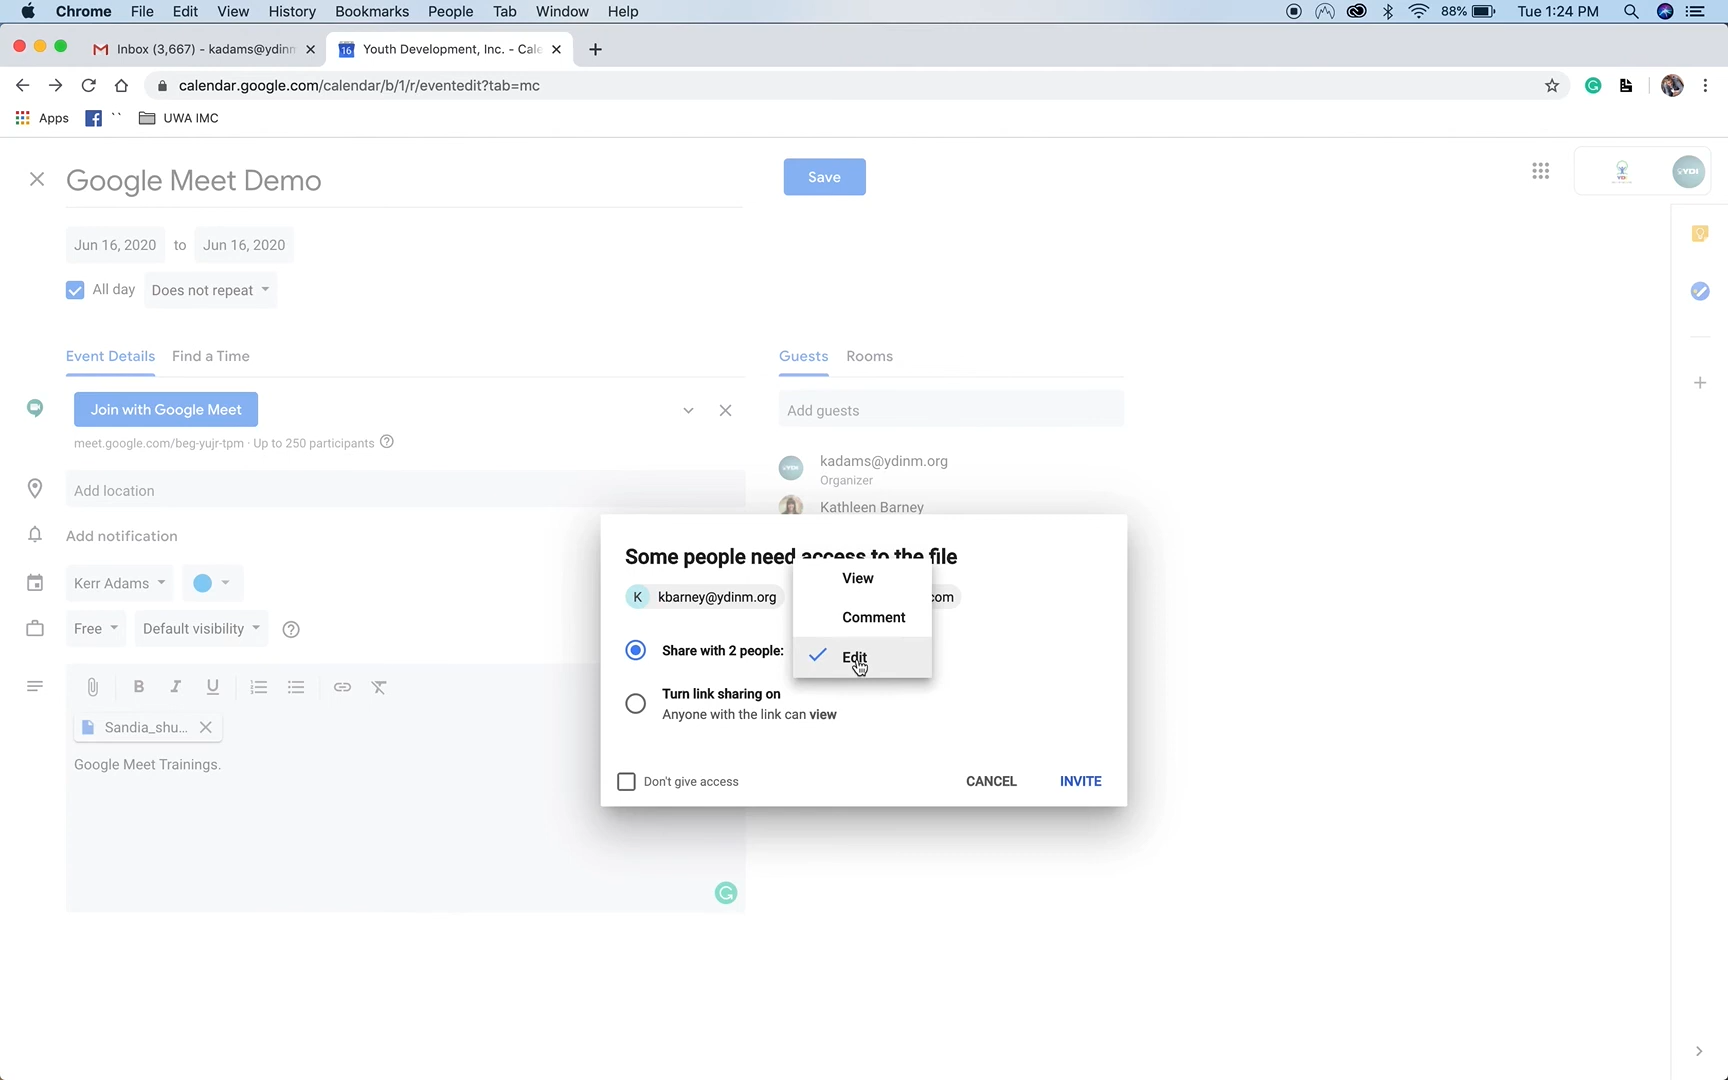 Chrome File Edit View History Bookmarks People Tab Window Help 88% Tue 1:24 PM
Inbox (3,667) - kadams@ydinm Youth Development, Inc. - Cale
calendar.google.com/calendar/b/1/r/eventedit?tab=mc
Apps `` UWA IMC
Google Meet Demo Save
Jun 16, 2020 to Jun 16, 2020
All day Does not repeat
Event Details Find a Time Guests Rooms
Join with Google Meet Add guests
meet.google.com/beg-yujr-tpm · Up to 250 participants
kadams@ydinm.org
Organizer
Add location
Kathleen Barney
Add notification
Some people need access to the file
Kerr Adams
View
K kbarney@ydinm.org com
Comment
Free Default visibility
Share with 2 people:
Edit
B I U
Turn link sharing on
Anyone with the link can view
Sandia_shu...
Google Meet Trainings.
Don't give access CANCEL INVITE